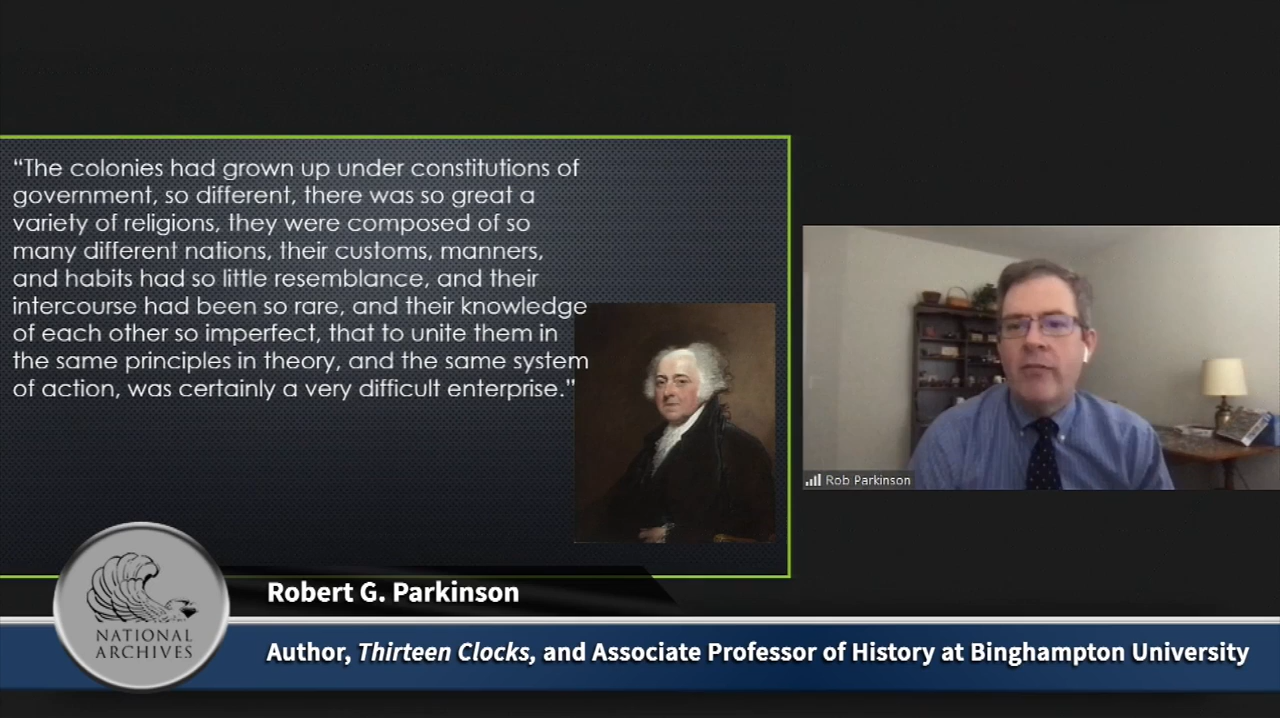 “The colonies had grown up under constitutions of
government, so different, there was so great a
variety of religions, they were composed of so
many different nations, their customs, manners,
and habits had so little resemblance, and their
intercourse had been so rare, and their knowledge
of each other so imperfect, that to unite them in
the same principles in theory, and the same system
of action, was certainly a very difficult enterprise.”
Rob Parkinson
NATIONAL
ARCHIVES
Robert G. Parkinson
Author, Thirteen Clocks, and Associate Professor of History at Binghampton University